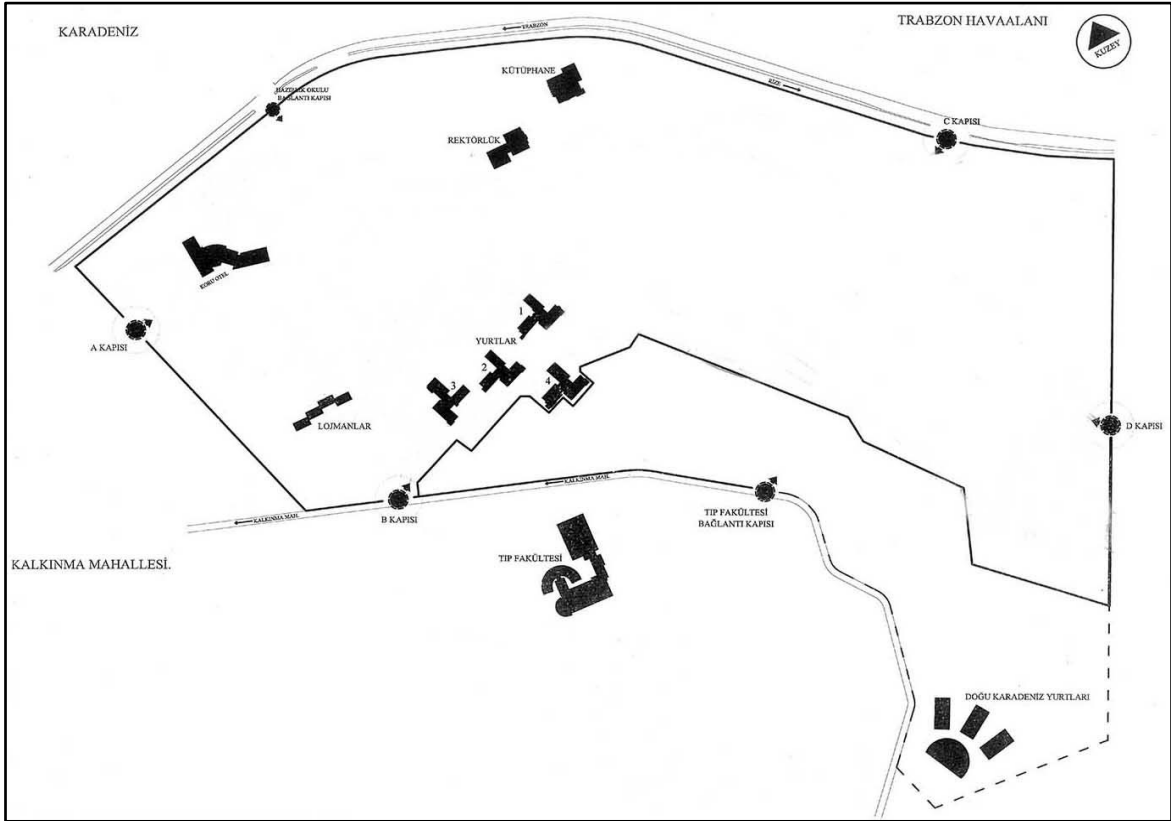 KARADENİZ
TRABZON
TRABZON HAVAALANI
KUZEY
KÜTÜPHANE
RİZE
HAZIRLIK OKULU
BAĞLANTI KAPISI
C KAPISI
REKTÖRLÜK
KORU OTEL
1
A KAPISI
YURTLAR
2
3
4
LOJMANLAR
D KAPISI
KALKINMA MAH.
KALKINMA MAH.
B KAPISI
TIP FAKÜLTESİ
BAĞLANTI KAPISI
TIP FAKÜLTESİ
KALKINMA MAHALLESİ.
DOĞU KARADENİZ YURTLARI